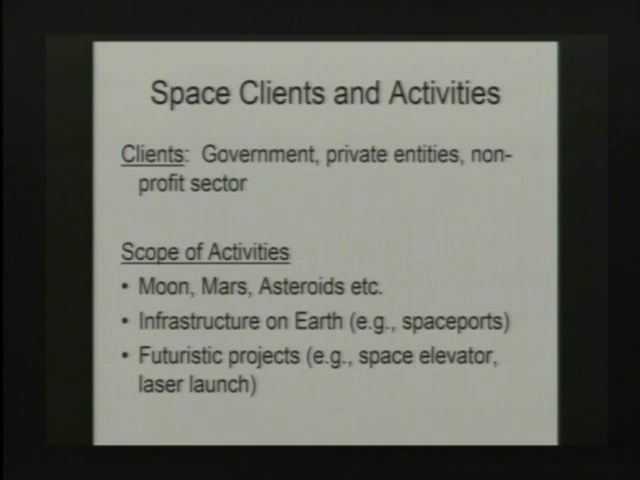 Space Clients and Activities
Clients:  Government, private entities, non-
profit sector
Scope of Activities
• Moon, Mars, Asteroids etc.
• Infrastructure on Earth (e.g., spaceports)
• Futuristic projects (e.g., space elevator,
laser launch)